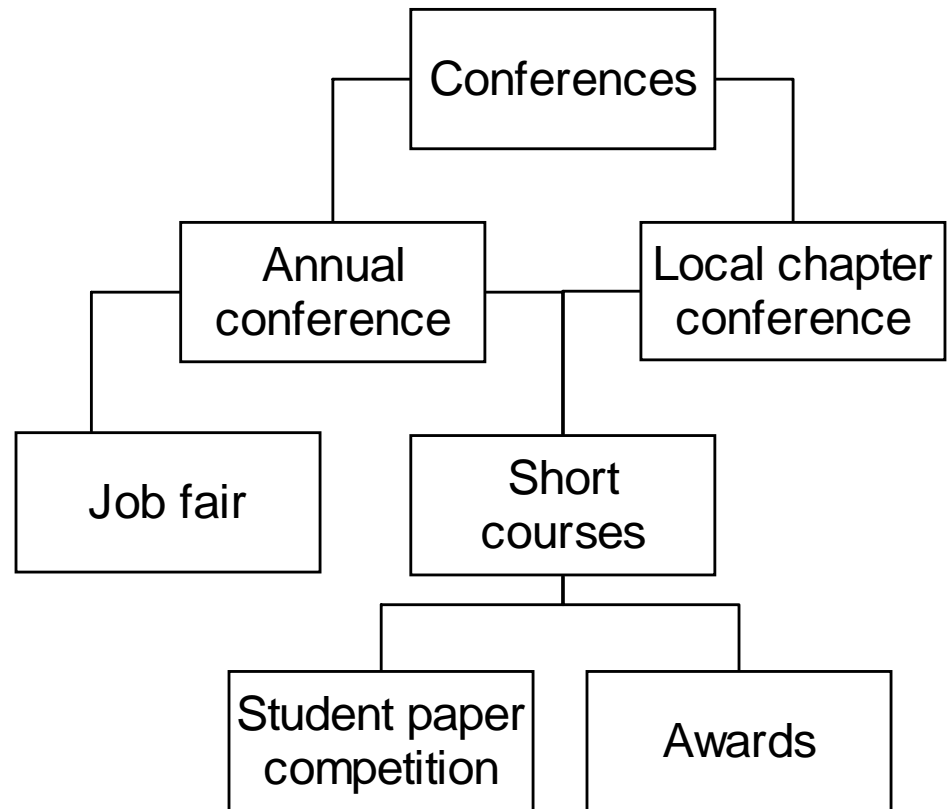 Conferences
Annual
conference
Local chapter
conference
Job fair
Short
courses
Student paper
competition
Awards